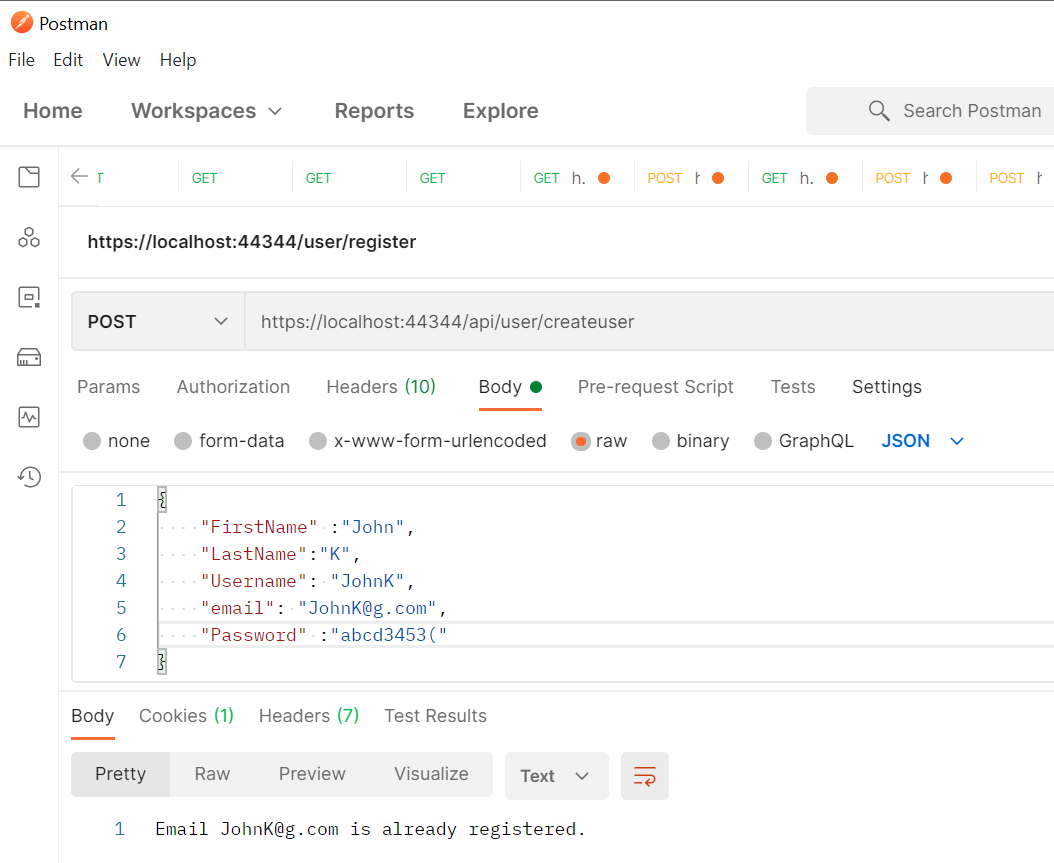 Postman
File Edit View Help
Home Workspaces Reports Explore Search Postman
T GET GET GET GET h. POST h GET h. POST h POST h
https://localhost:44344/user/register
POST https://localhost:44344/api/user/createuser
Params Authorization Headers (10) Body Pre-request Script Tests Settings
none form-data x-www-form-urlencoded raw binary GraphQL JSON
1 {
2 "FirstName" :"John",
3 "LastName":"K",
4 "Username": "JohnK",
5 "email": "JohnK@g.com",
6 "Password" :"abcd3453("
7 }
Body Cookies (1) Headers (7) Test Results
Pretty Raw Preview Visualize Text
1 Email JohnK@g.com is already registered.